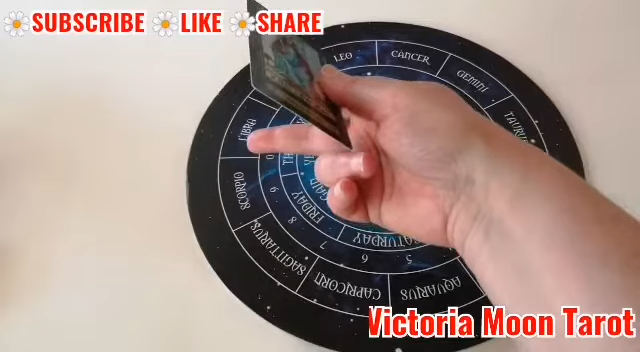 🌼SUBSCRIBE 🌼LIKE 🌼SHARE
LEO
CANCER
GEMINI
TAURUS
LIBRA
SCORPIO
SAGITTARIUS
CAPRICORN
AQUARIUS
9
8
7
6
5
FRIDAY
SATURDAY
Victoria Moon Tarot